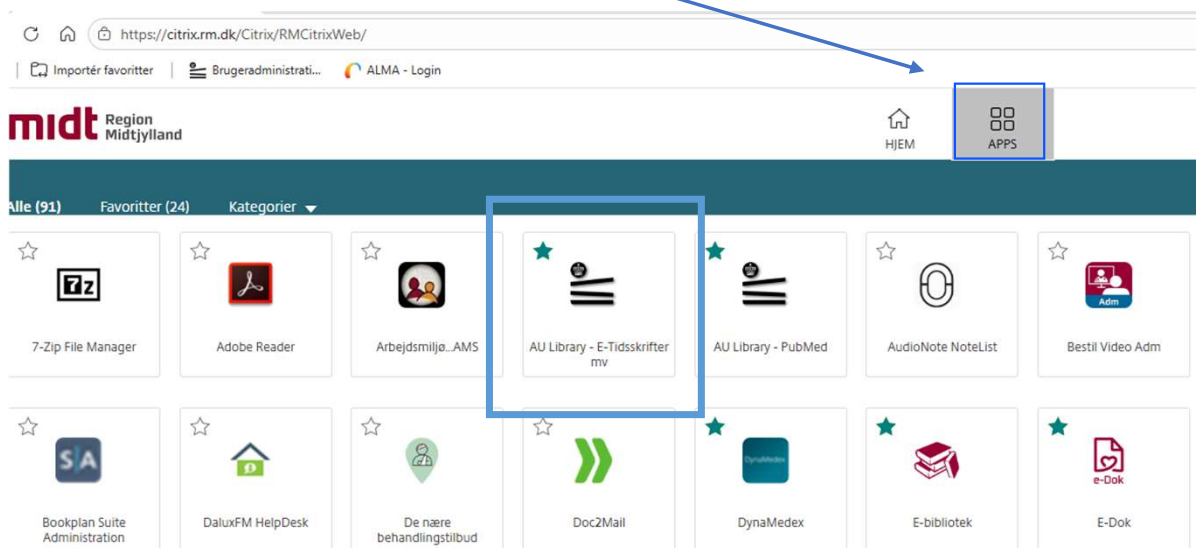 https://citrix.rm.dk/Citrix/RMCitrixWeb/
Importér favoritter
Brugeradministrati...
ALMA - Login
midt Region
Midtjylland
HJEM
APPS
Alle (91)
Favoritter (24)
Kategorier
7z
Adm
7-Zip File Manager
Adobe Reader
Arbejdsmiljø...AMS
AU Library - E-Tidsskrifter
mv
AU Library - PubMed
AudioNote NoteList
Bestil Video Adm
S|A
DynaMedex
e-Dok
Bookplan Suite
Administration
DaluxFM HelpDesk
De nære
behandlingstilbud
Doc2Mail
DynaMedex
E-bibliotek
E-Dok